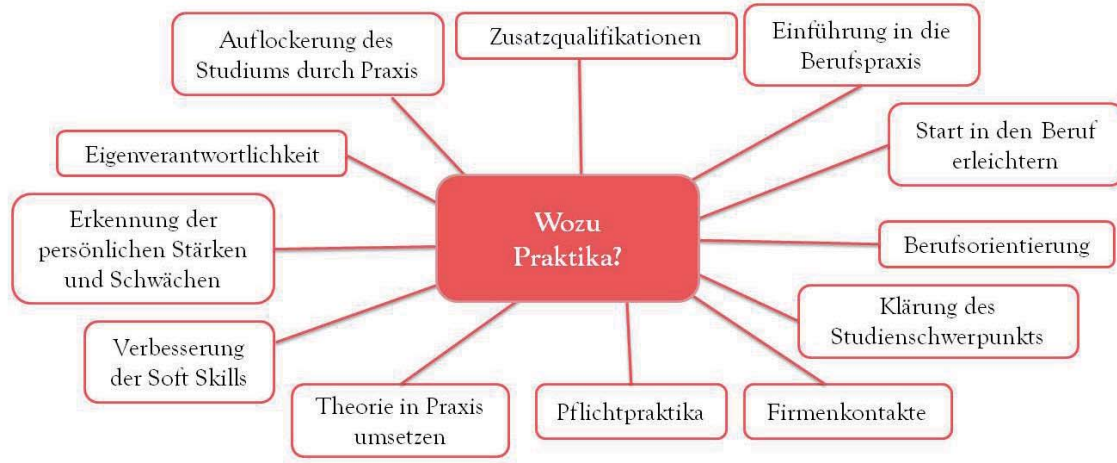 Auflockerung des
Studiums durch Praxis
Zusatzqualifikationen
Einführung in die
Berufspraxis
Eigenverantwortlichkeit
Start in den Beruf
erleichtern
Erkennung der
persönlichen Stärken
und Schwächen
Wozu
Praktika?
Berufsorientierung
Klärung des
Studienschwerpunkts
Verbesserung
der Soft Skills
Theorie in Praxis
umsetzen
Pflichtpraktika
Firmenkontakte